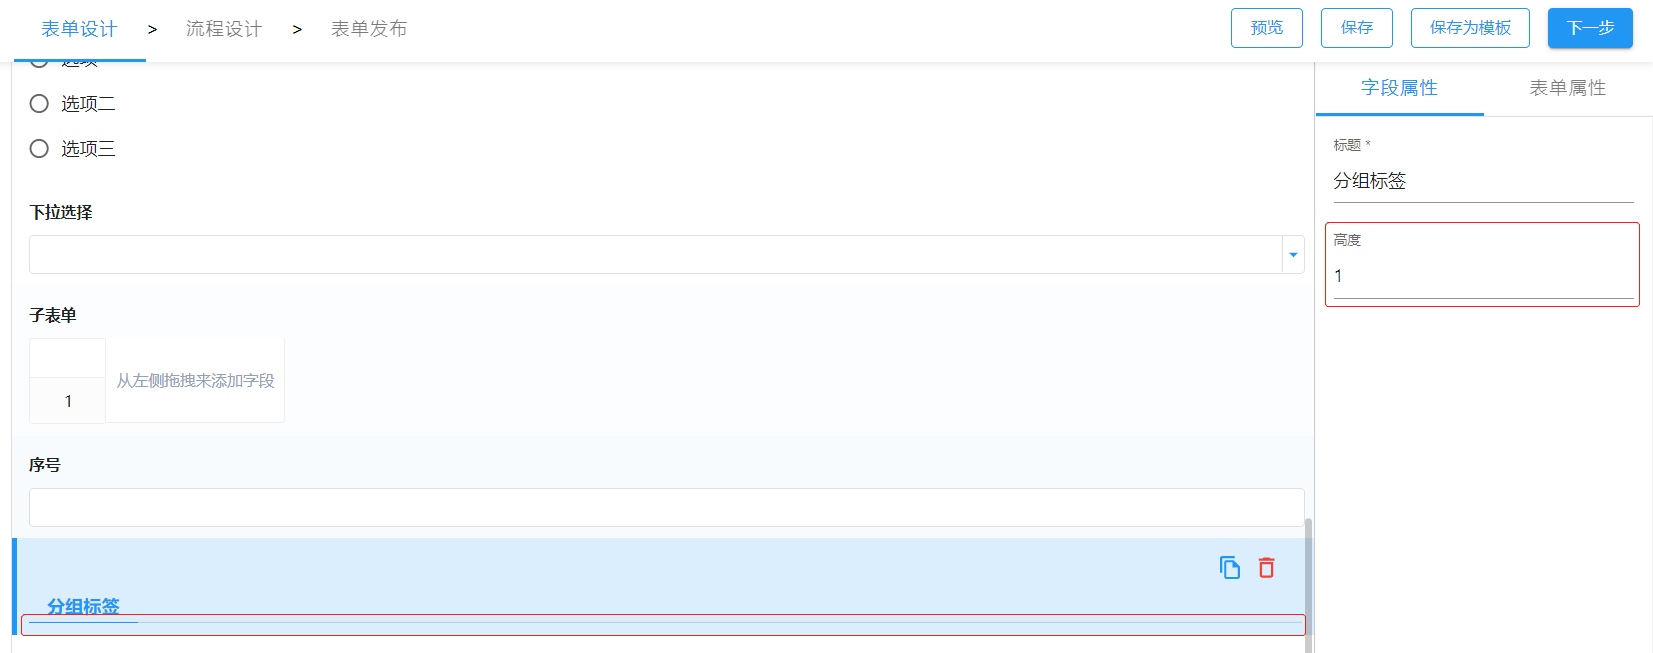 表单设计 > 流程设计 > 表单发布
预览
保存
保存为模板
下一步
选项二
选项三
下拉选择
子表单
1
从左侧拖拽来添加字段
序号
分组标签
字段属性
表单属性
标题 *
分组标签
高度
1